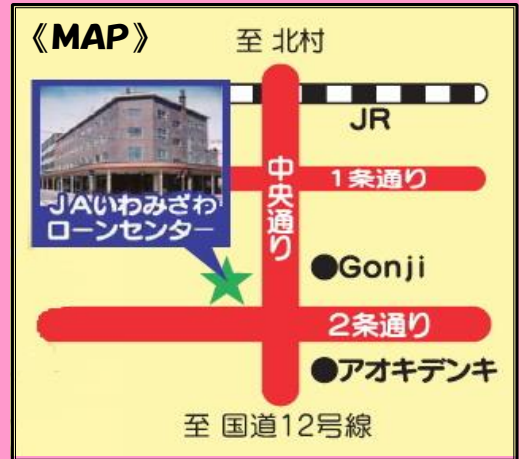 《MAP》
至 北村
JR
中央通り
1条通り
JAいわみざわ
ローンセンター
●Gonji
2条通り
●アオキデンキ
至 国道12号線